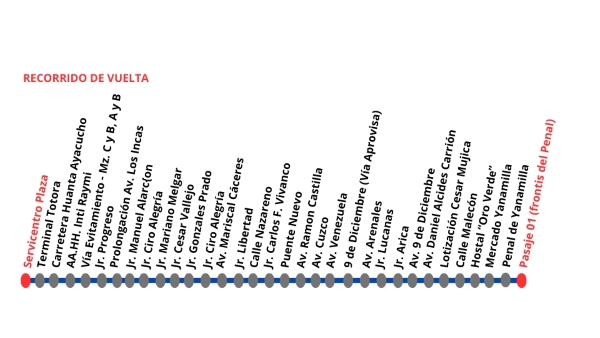 RECORRIDO DE VUELTA
Servicentro Plaza
Terminal Totora
Carretera Huanta Ayacucho
AA.HH. Inti Raymi
Vía Evitamiento - Mz. C y B, A y B
Jr. Progreso
Prolongación Av. Los Incas
Jr. Manuel Alarc{on
Jr. Ciro Alegría
Jr. Mariano Melgar
Jr. Cesar Vallejo
Jr. Gonzales Prado
Jr. Ciro Alegría
Av. Mariscal Cáceres
Jr. Libertad
Calle Nazareno
Jr. Carlos F. Vivanco
Puente Nuevo
Av. Ramon Castilla
Av. Cuzco
Av. Venezuela
9 de Diciembre (Vía Aprovisa)
Av. Arenales
Jr. Lucanas
Jr. Arica
Av. 9 de Diciembre
Av. Daniel Alcides Carrión
Lotización Cesar Mujica
Calle Malecón
Hostal "Oro Verde"
Mercado Yanamilla
Penal de Yanamilla
Pasaje 01 (frontis del Penal)